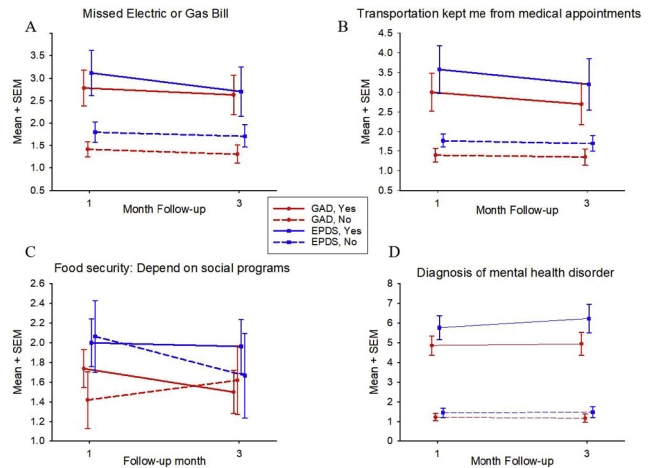 Missed Electric or Gas Bill
A
Mean + SEM
4.0
3.5
3.0
2.5
2.0
1.5
1.0
0.5
1
3
Month Follow-up
Transportation kept me from medical appointments
B
Mean + SEM
4.5
4.0
3.5
3.0
2.5
2.0
1.5
1.0
0.5
1
3
Month Follow-up
GAD, Yes
GAD, No
EPDS, Yes
EPDS, No
C
Food security: Depend on social programs
Mean + SEM
2.6
2.4
2.2
2.0
1.8
1.6
1.4
1.2
1.0
1
3
Follow-up month
D
Diagnosis of mental health disorder
Mean + SEM
8
7
6
5
4
3
2
1
0
1
3
Month Follow-up